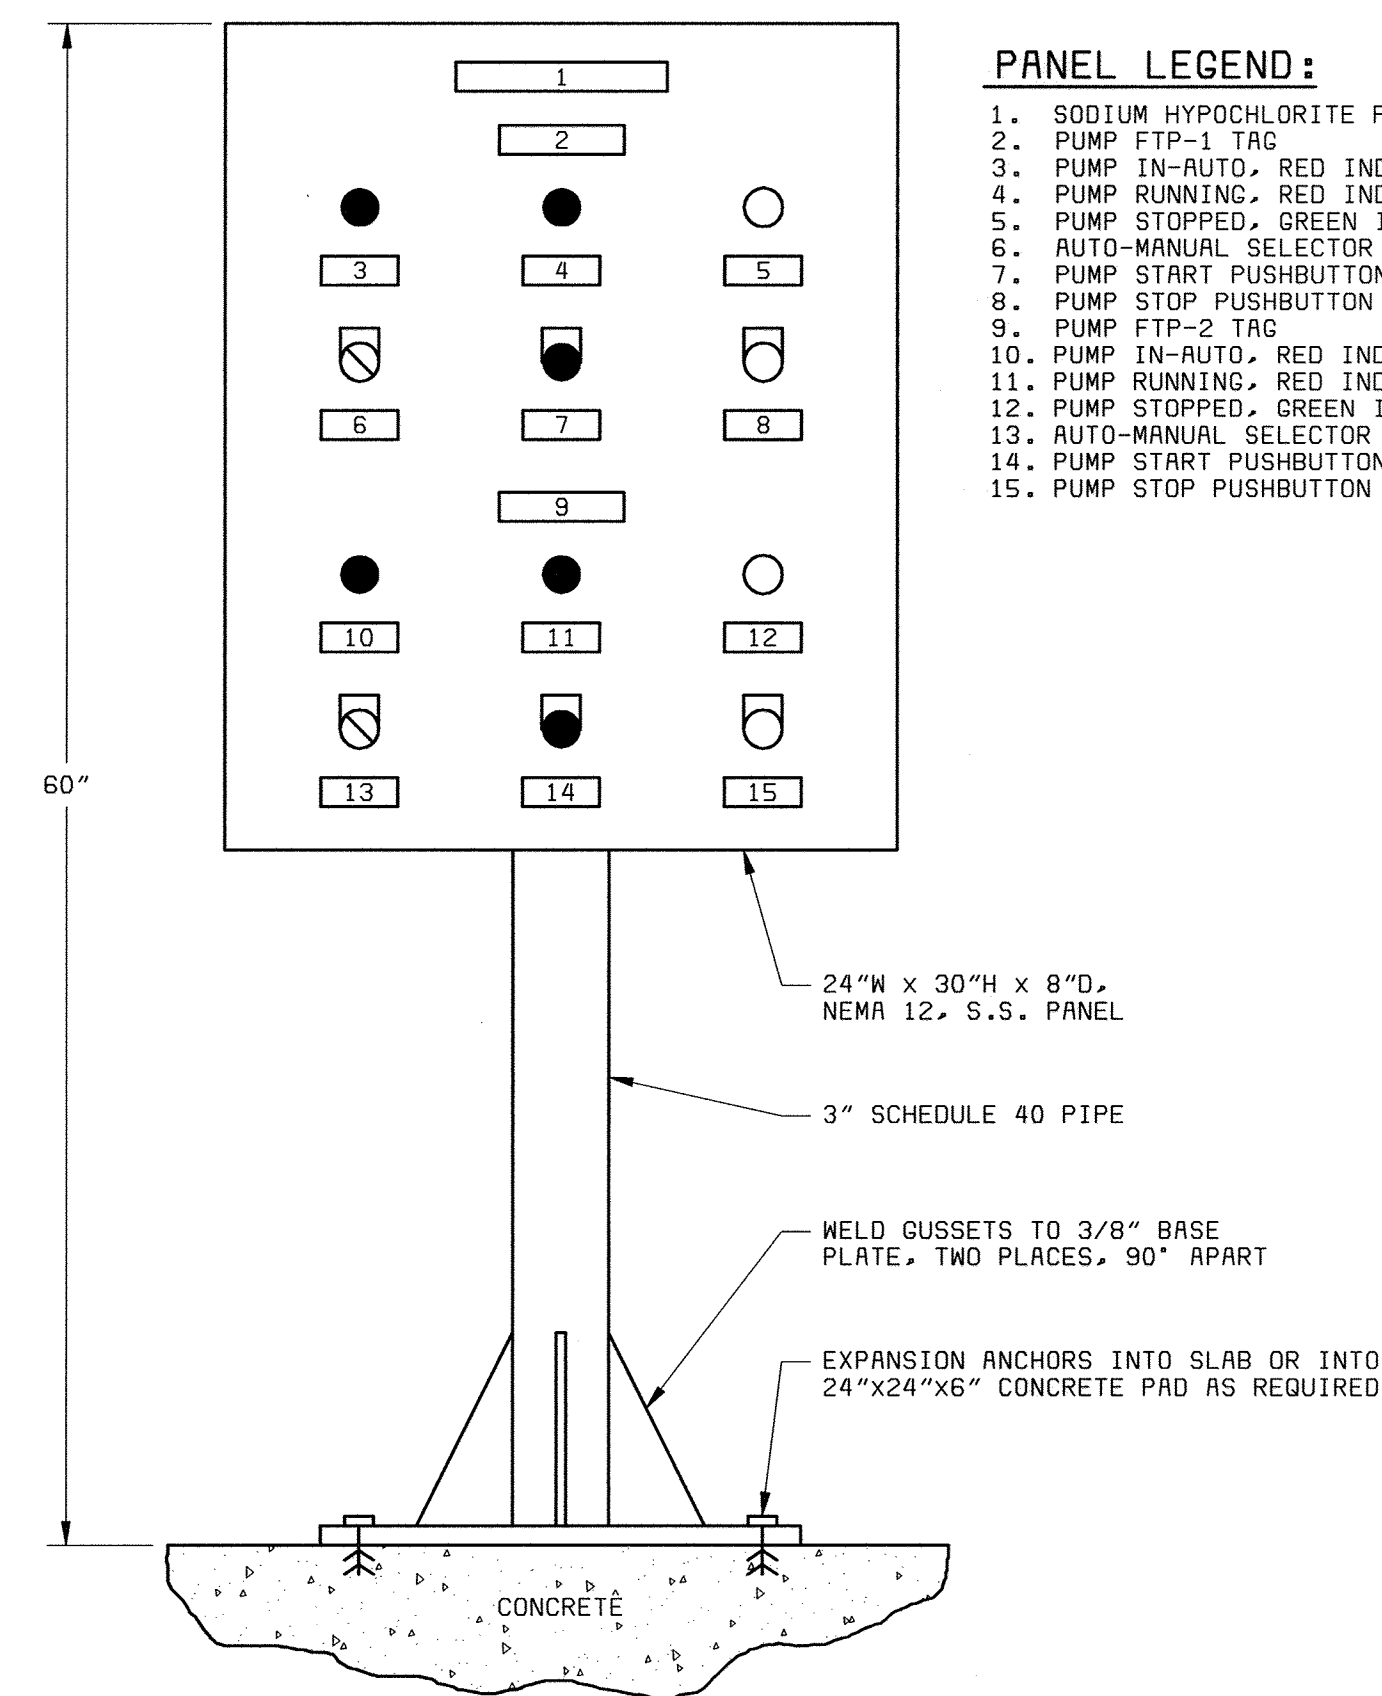 PANEL LEGEND:
1. SODIUM HYPOCHLORITE
2. PUMP FTP-1 TAG
3. PUMP IN-AUTO, RED
4. PUMP RUNNING, RED
5. PUMP STOPPED, GREEN
6. AUTO-MANUAL SELECTOR
7. PUMP START PUSHBUTTON
8. PUMP STOP PUSHBUTTON
9. PUMP FTP-2 TAG
10. PUMP IN-AUTO, RED
11. PUMP RUNNING, RED
12. PUMP STOPPED, GREEN
13. AUTO-MANUAL SELECTOR
14. PUMP START PUSHBUTTON
15. PUMP STOP PUSHBUTTON
1
2
3 4 5
6 7 8
9
10 11 12
13 14 15
60"
24"W x 30"H x 8"D,
NEMA 12, S.S. PANEL
3" SCHEDULE 40 PIPE
WELD GUSSETS TO 3/8" BASE
PLATE, TWO PLACES, 90° APART
EXPANSION ANCHORS INTO SLAB OR INTO
24"x24"x6" CONCRETE PAD AS REQUIRED
CONCRETE